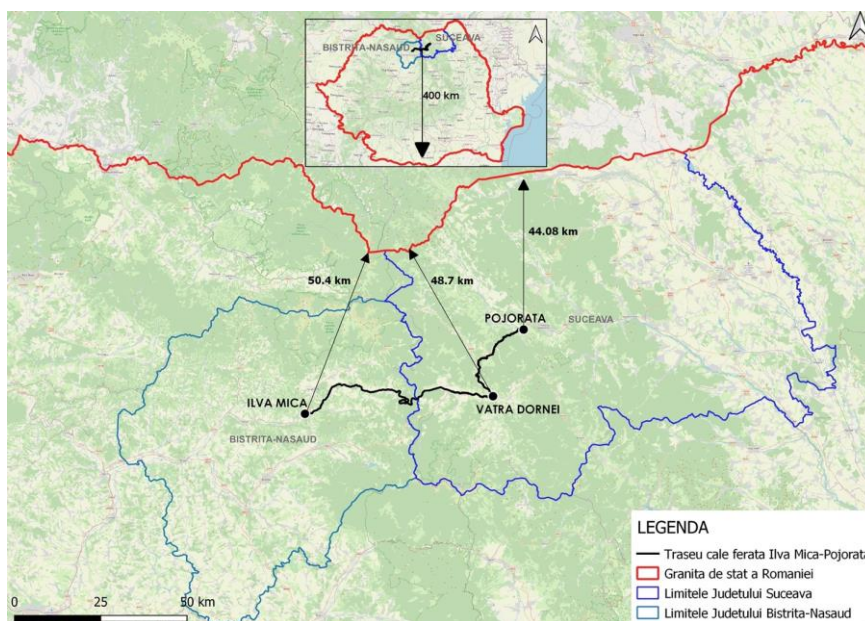 SUCEAVA
BISTRITA-NASAUD
400 km
44.08 km
50.4 km
48.7 km
POJORATA
SUCEAVA
ILVA MICA
VATRA DORNEI
BISTRITA-NASAUD
LEGENDA
Traseu cale ferata Ilva Mica-Pojorata
Granita de stat a Romaniei
Limitele Judetului Suceava
Limitele Judetului Bistrita-Nasaud
0 25 50 km